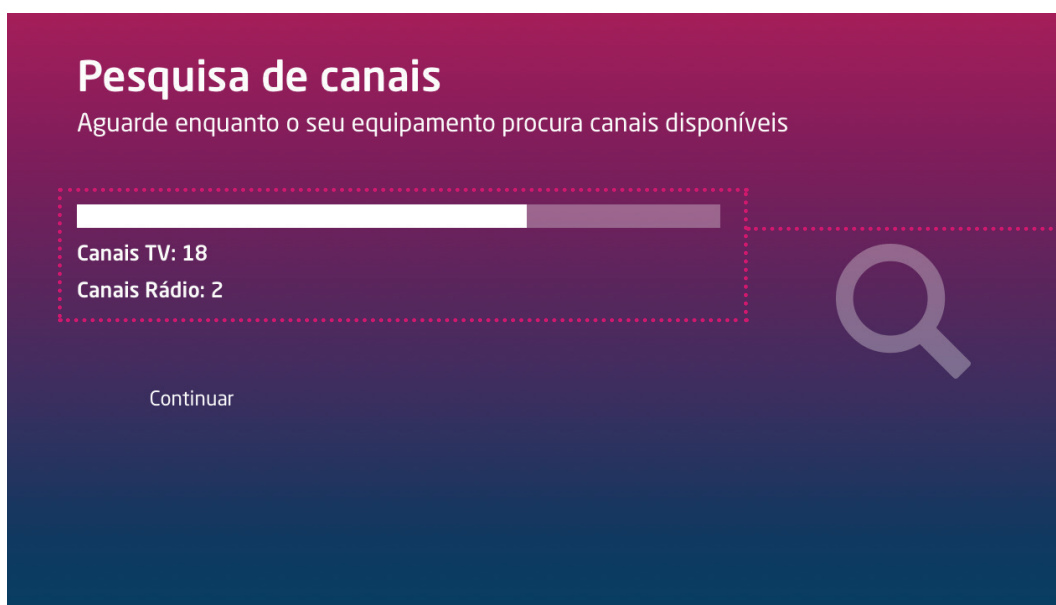 Pesquisa de canais
Aguarde enquanto o seu equipamento procura canais disponíveis
Canais TV: 18
Canais Rádio: 2
Continuar